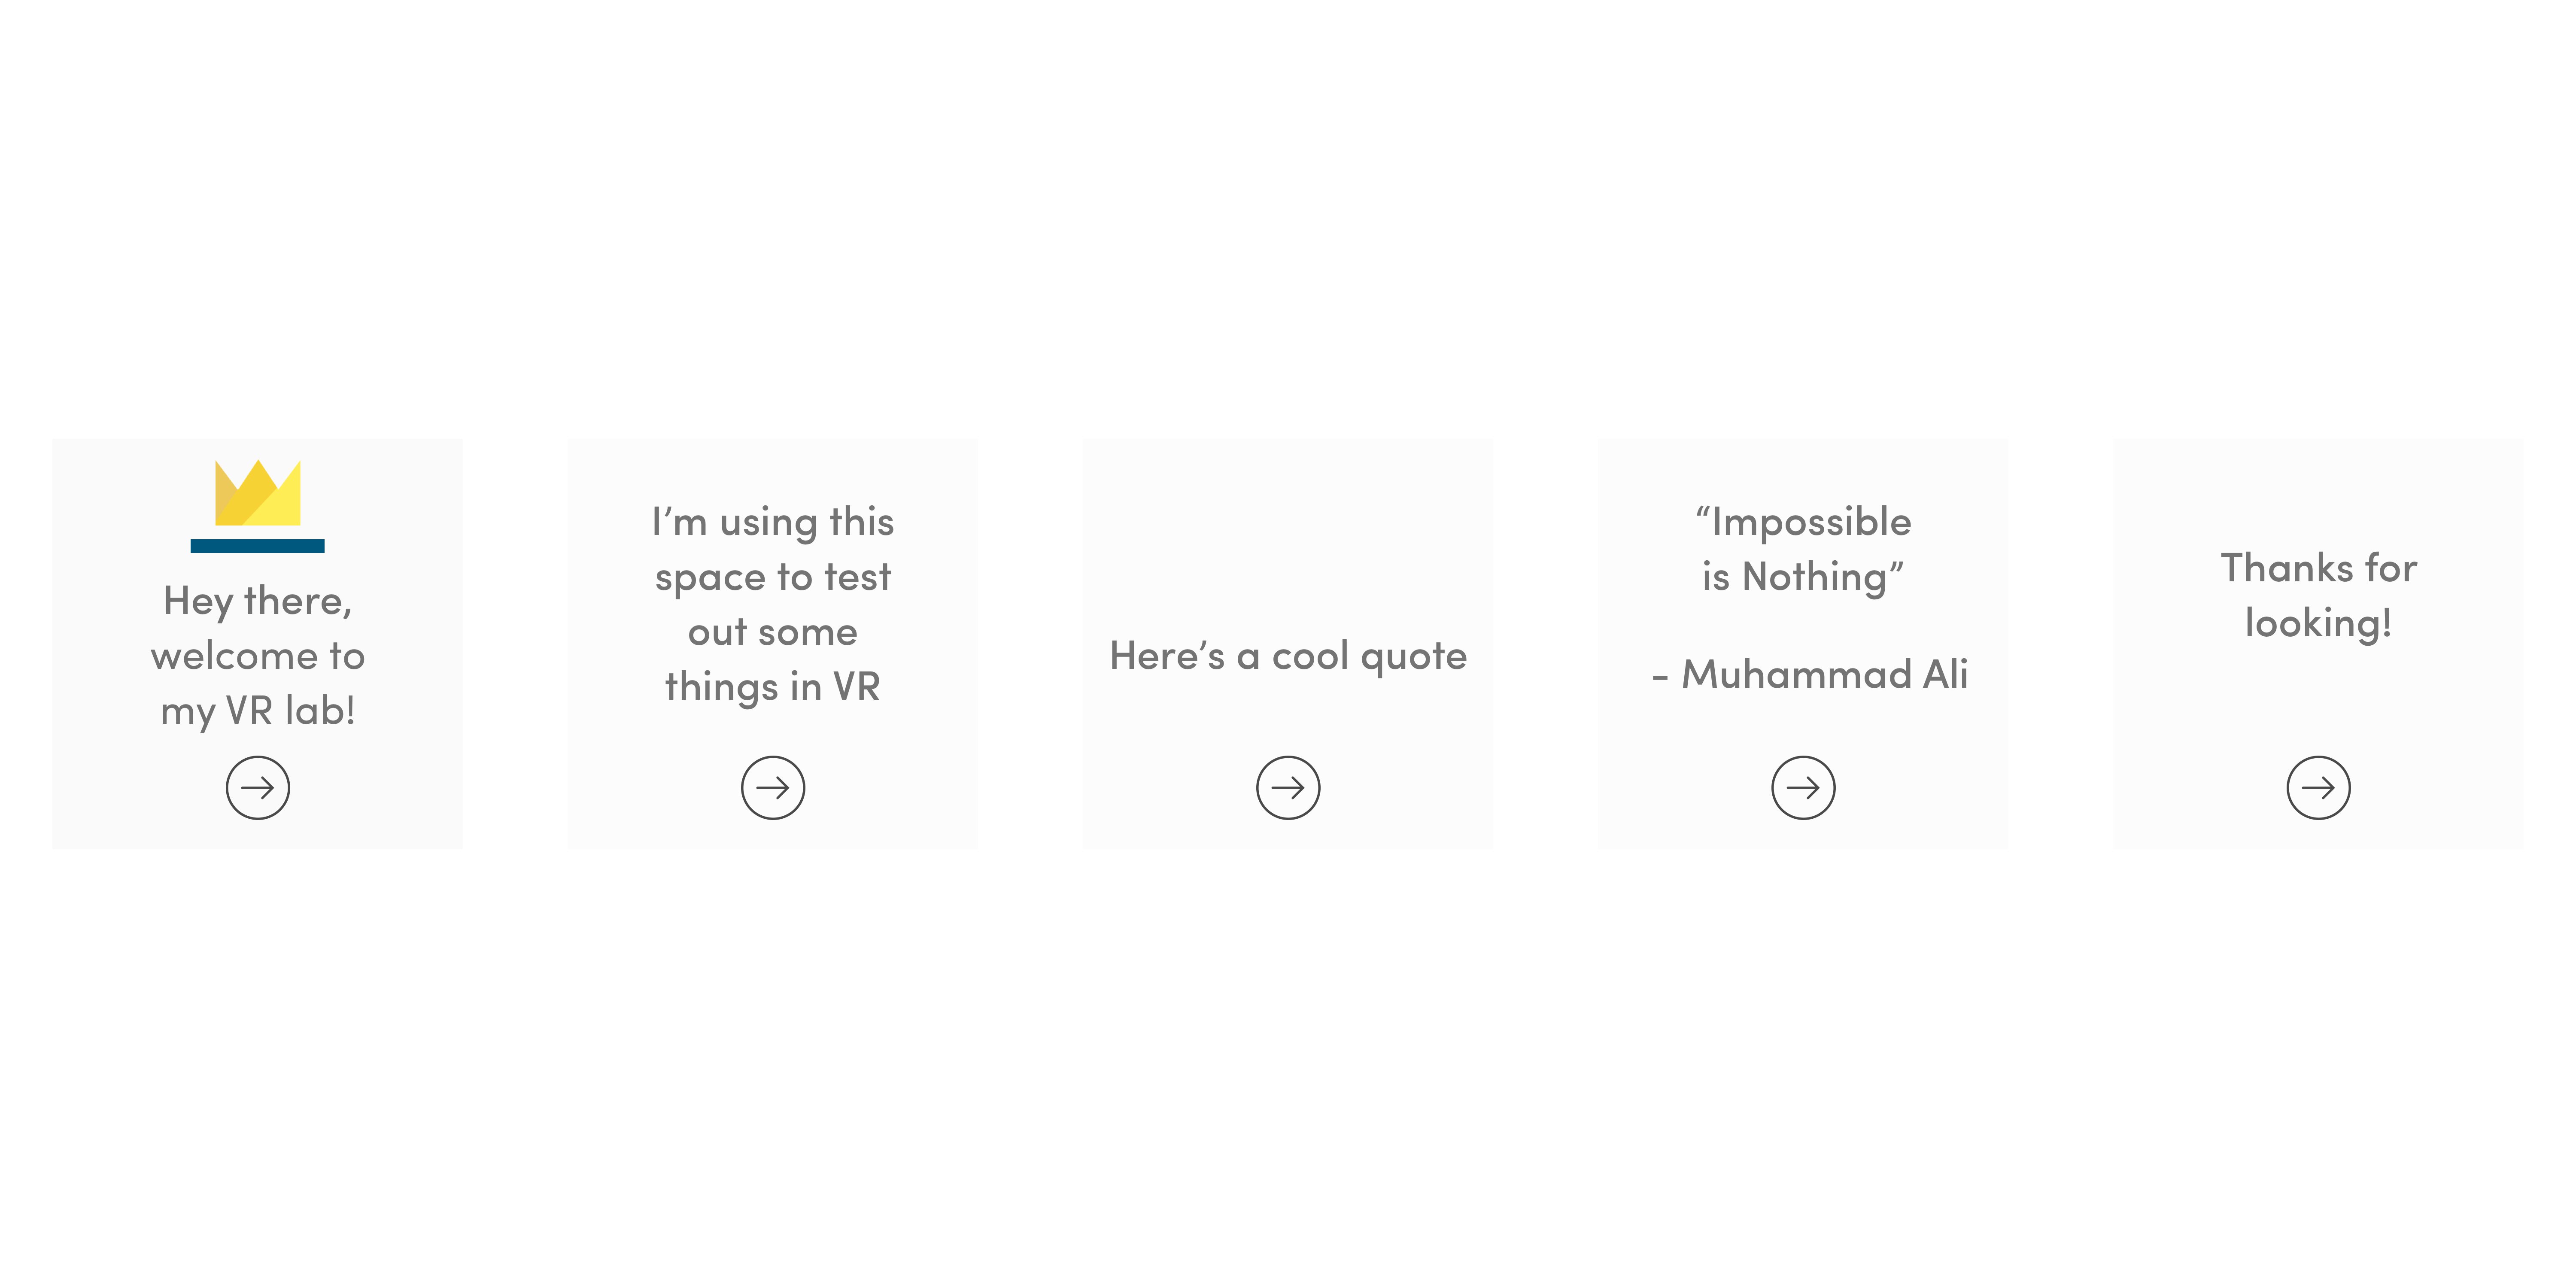 Hey there,
welcome to
my VR lab!
I’m using this
space to test
out some
things in VR
Here’s a cool quote
“Impossible
is Nothing”
- Muhammad Ali
Thanks for
looking!